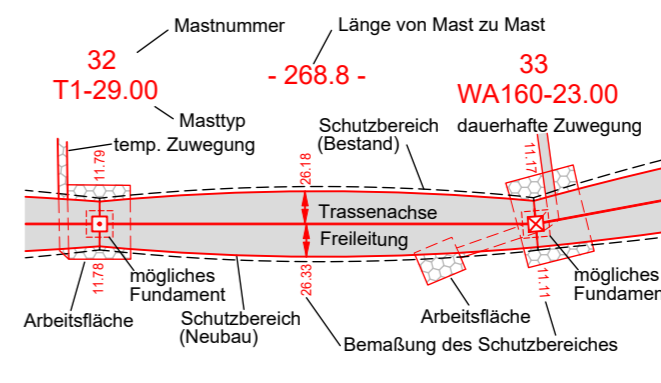 Mastnummer
Länge von Mast zu Mast
32
T1-29.00
- 268.8 -
33
WA160-23.00
Masttyp
temp. Zuwegung
Schutzbereich
(Bestand)
dauerhafte Zuwegung
11.79
26.18
11.17
Trassenachse
Freileitung
11.78
mögliches
Fundament
26.33
11.11
mögliches
Fundamen
Arbeitsfläche
Schutzbereich
(Neubau)
Arbeitsfläche
Bemaßung des Schutzbereiches